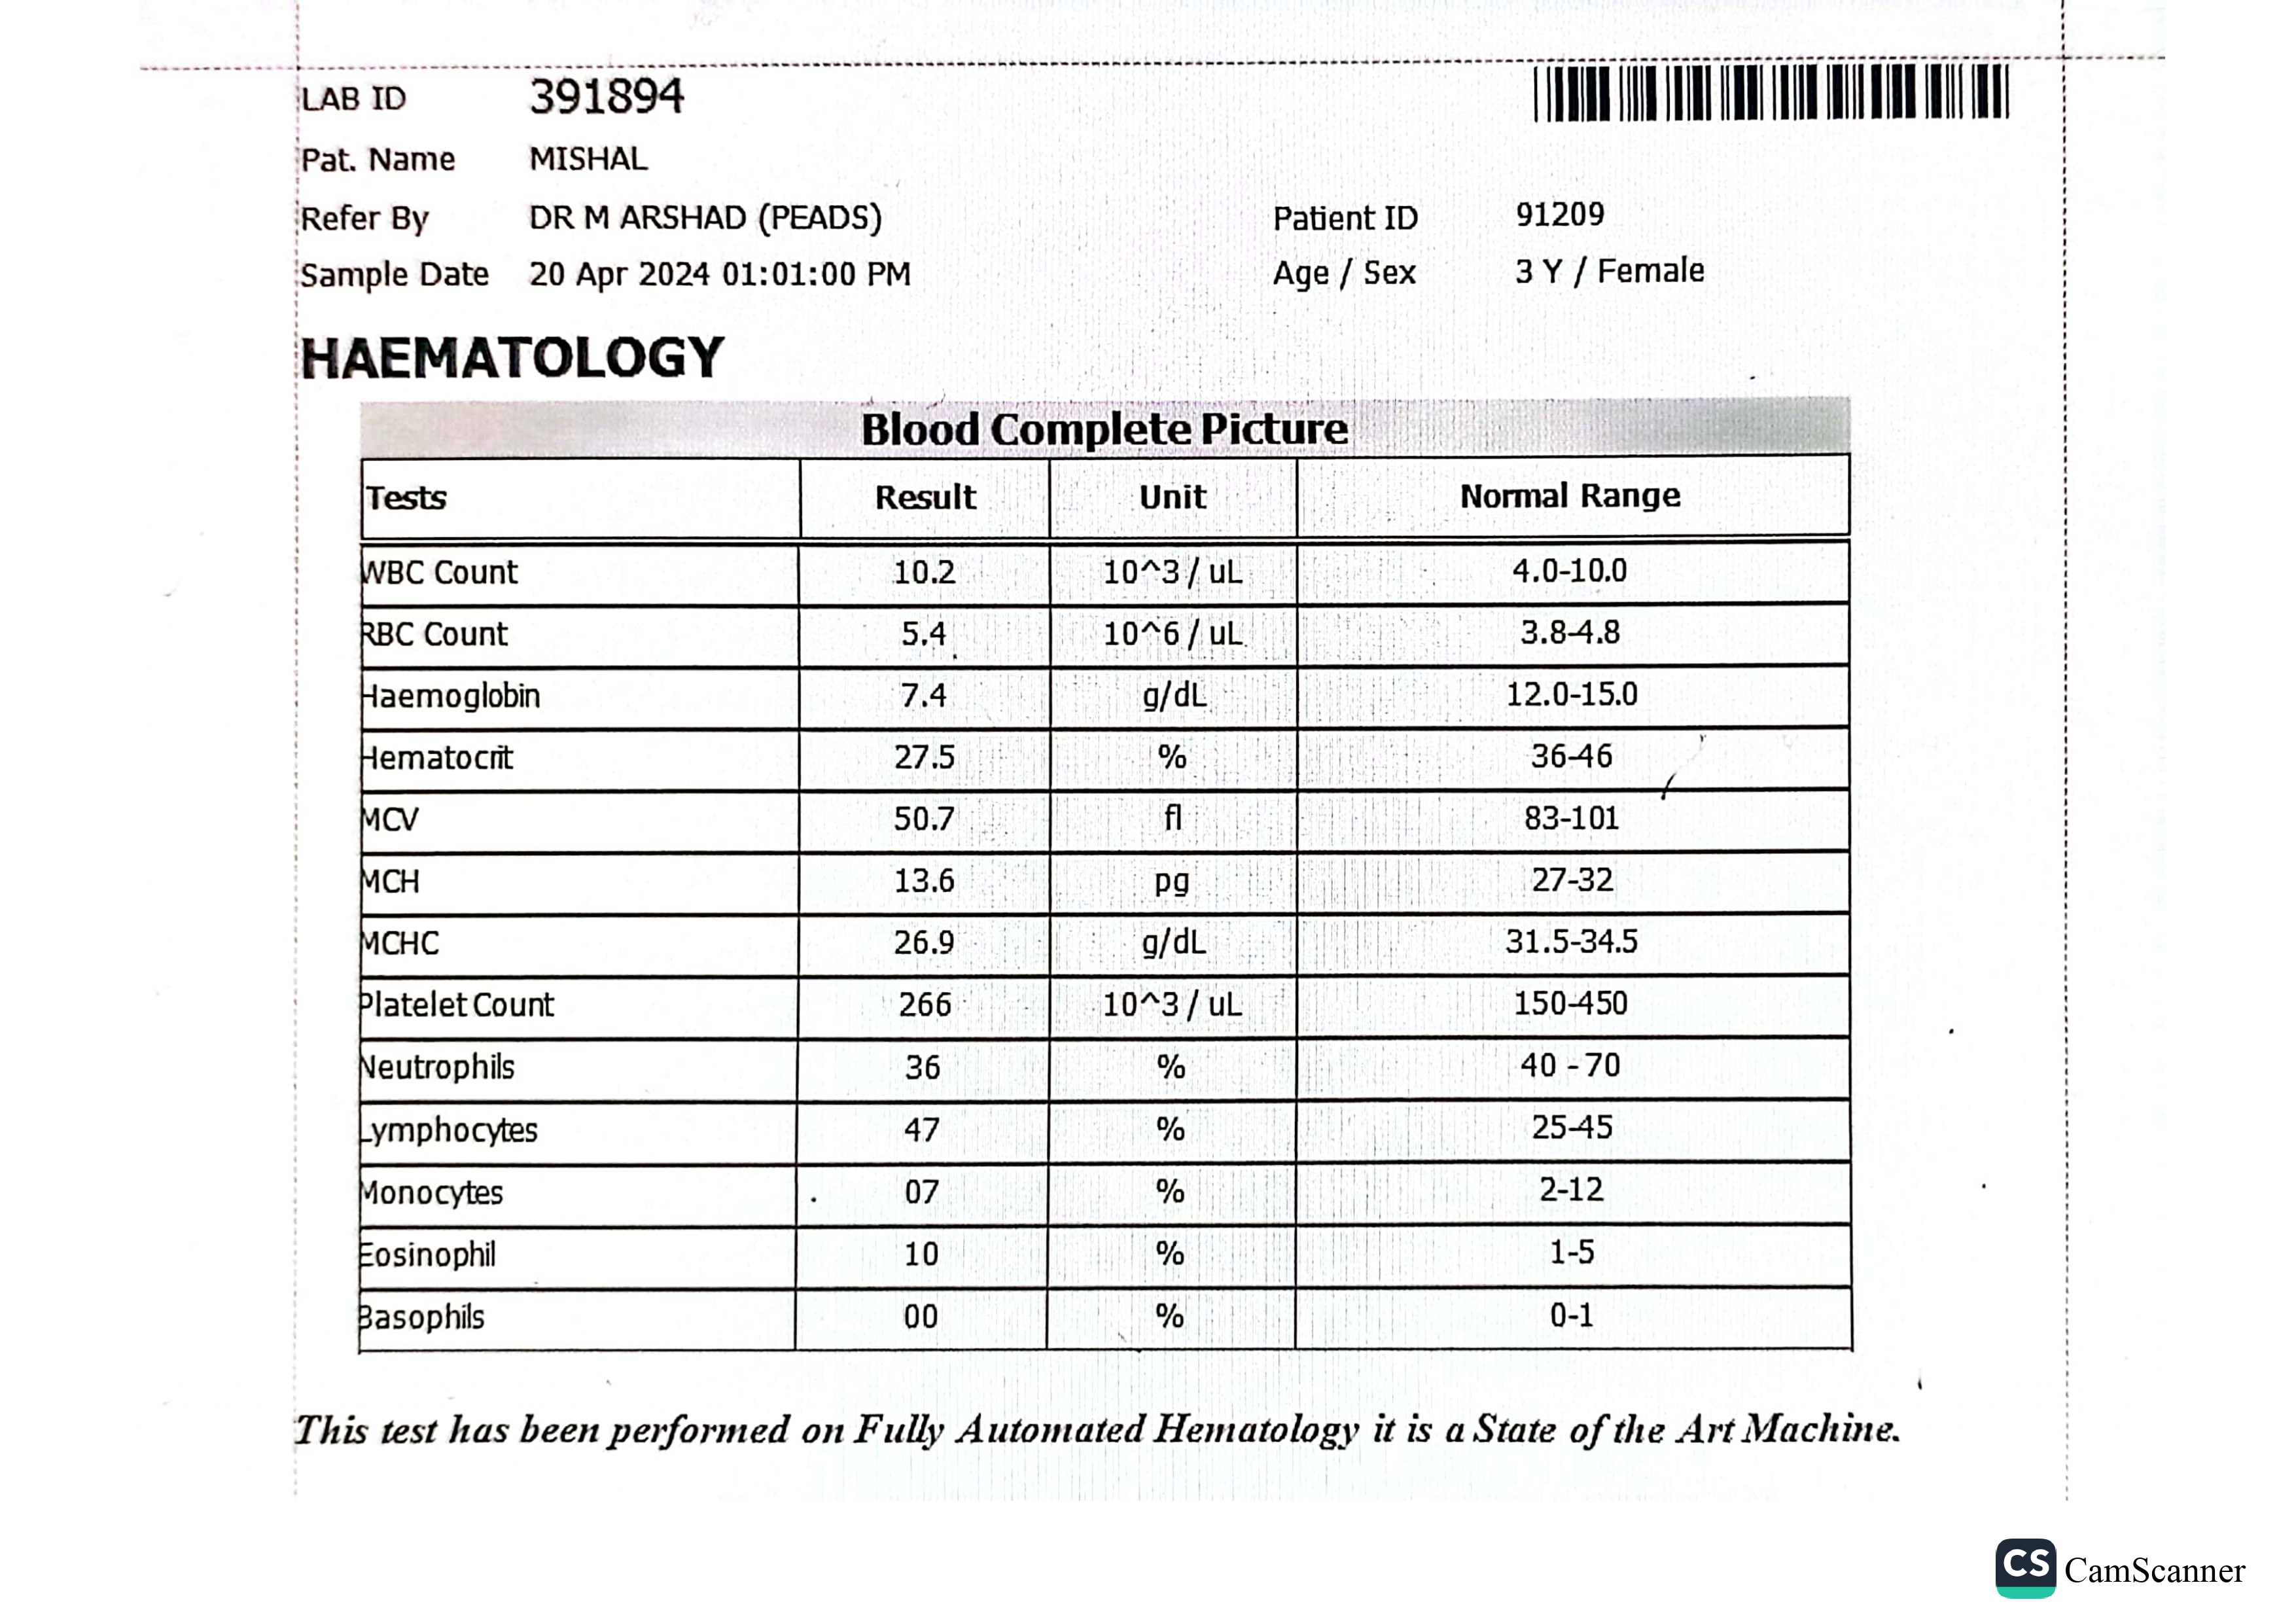 LAB ID 391894
Pat. Name MISHAL
Refer By DR M ARSHAD (PEADS) Patient ID 91209
Sample Date 20 Apr 2024 01:01:00 PM Age / Sex 3 Y / Female
HAEMATOLOGY
Blood Complete Picture
Tests Result Unit Normal Range
WBC Count 10.2 10^3 / uL 4.0-10.0
RBC Count 5.4 10^6 / uL 3.8-4.8
Haemoglobin 7.4 g/dL 12.0-15.0
Hematocrit 27.5 % 36-46
MCV 50.7 fl 83-101
MCH 13.6 pg 27-32
MCHC 26.9 g/dL 31.5-34.5
Platelet Count 266 10^3 / uL 150-450
Neutrophils 36 % 40 - 70
Lymphocytes 47 % 25-45
Monocytes 07 % 2-12
Eosinophil 10 % 1-5
Basophils 00 % 0-1
This test has been performed on Fully Automated Hematology it is a State of the Art Machine.
CS CamScanner